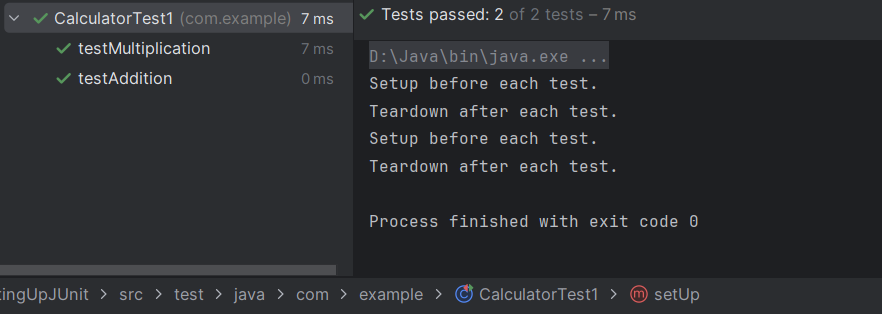 CalculatorTest1 (com.example) 7 ms
testMultiplication 7 ms
testAddition 0 ms
Tests passed: 2 of 2 tests – 7 ms
D:\Java\bin\java.exe ...
Setup before each test.
Teardown after each test.
Setup before each test.
Teardown after each test.
Process finished with exit code 0
tingUpJUnit > src > test > java > com > example > CalculatorTest1 > m setUp